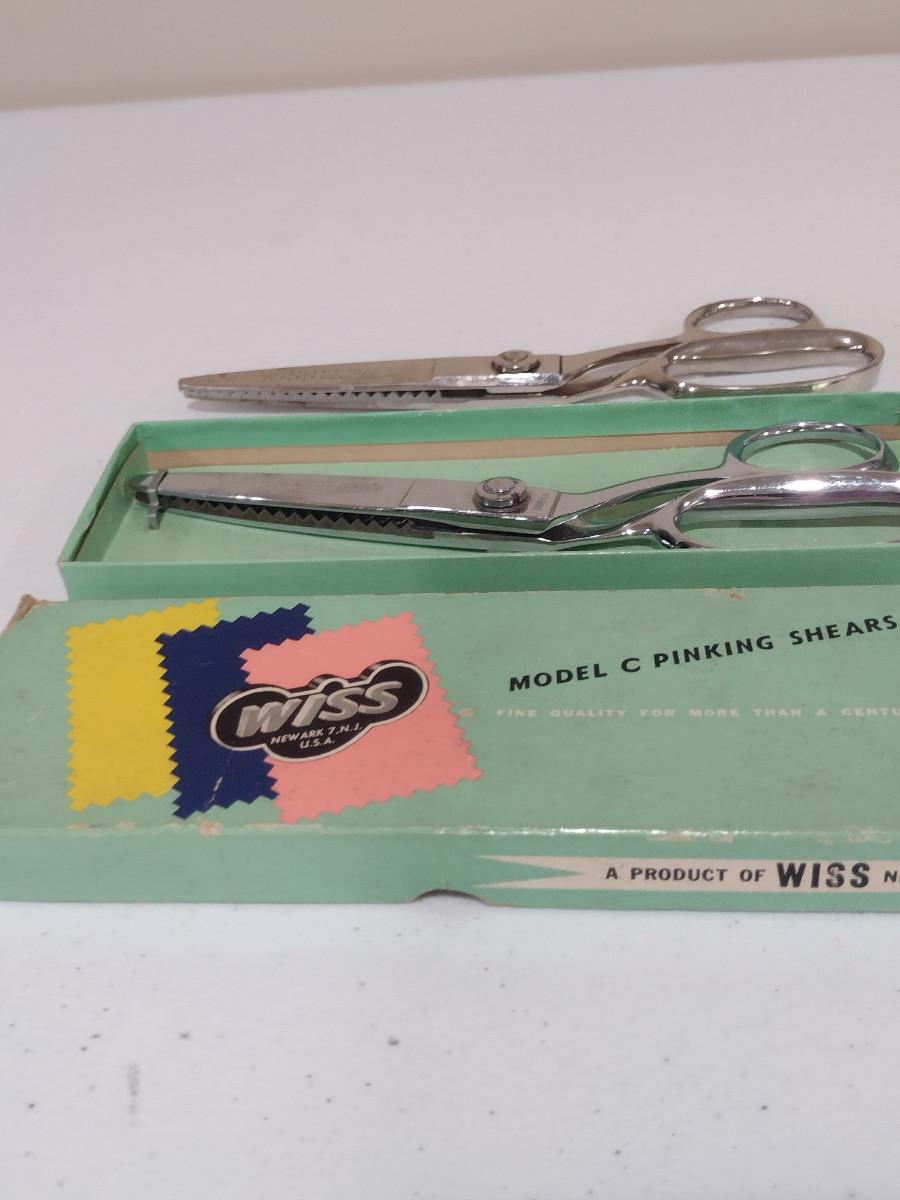 WISS
NEWARK 7, N.J.
U.S.A.
MODEL C PINKING SHEARS
FINE QUALITY FOR MORE THAN A CENTU
A PRODUCT OF WISS N